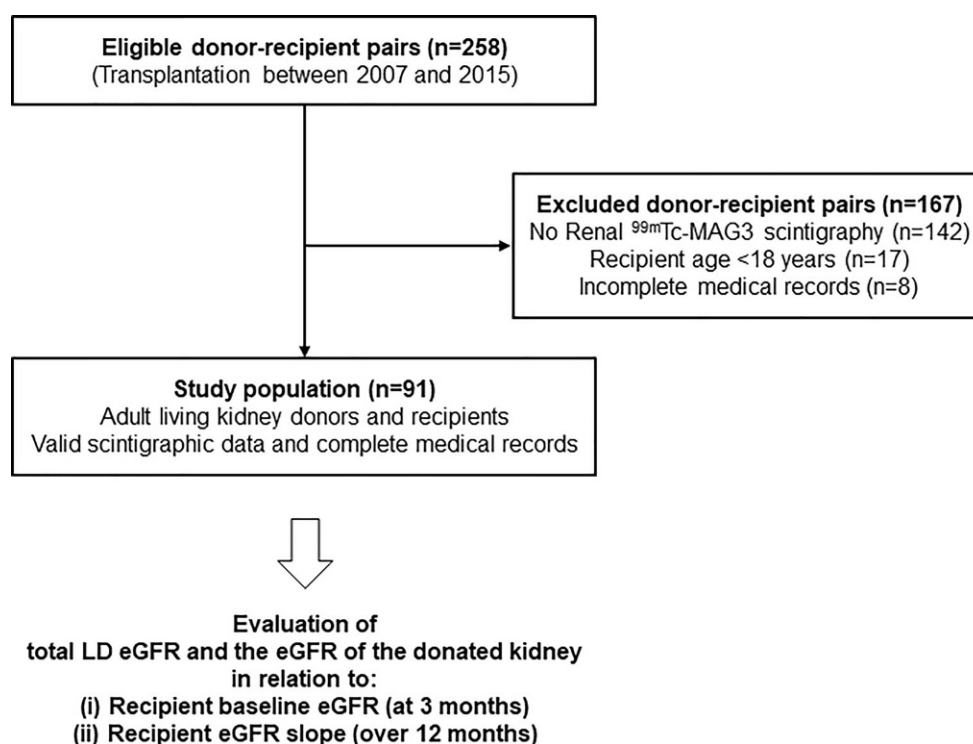 Eligible donor-recipient pairs (n=258)
(Transplantation between 2007 and 2015)
Excluded donor-recipient pairs (n=167)
No Renal ⁹⁹ᵐTc-MAG3 scintigraphy (n=142)
Recipient age <18 years (n=17)
Incomplete medical records (n=8)
Study population (n=91)
Adult living kidney donors and recipients
Valid scintigraphic data and complete medical records
Evaluation of
total LD eGFR and the eGFR of the donated kidney
in relation to:
(i) Recipient baseline eGFR (at 3 months)
(ii) Recipient eGFR slope (over 12 months)